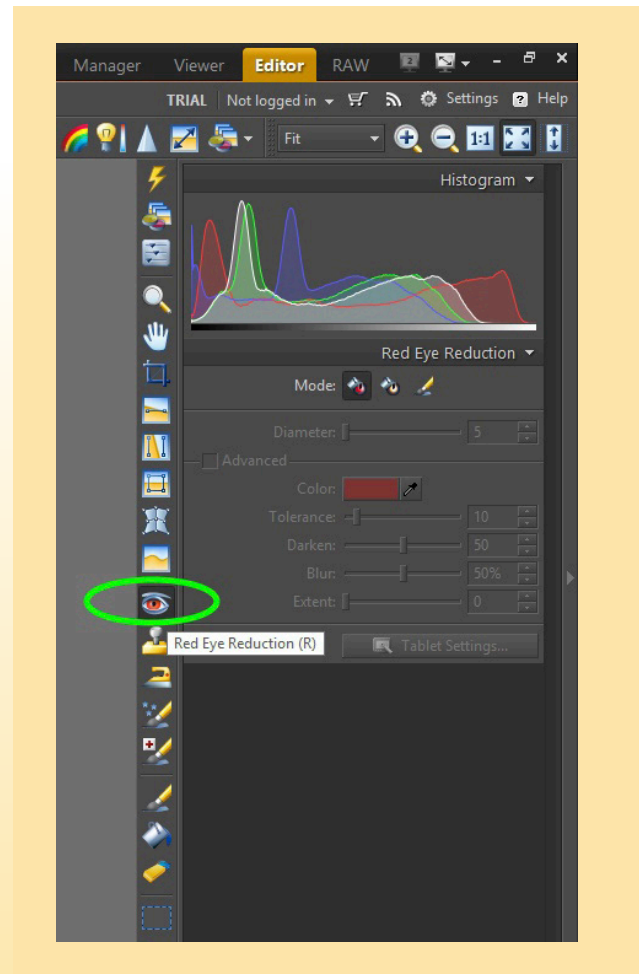 Manager Viewer Editor RAW 2
TRIAL Not logged in Settings ? Help
Fit 1:1
Histogram
Red Eye Reduction
Mode:
Diameter: 5
Advanced
Color:
Tolerance: 10
Darken: 50
Blur: 50%
Extent: 0
Red Eye Reduction (R) Tablet Settings...